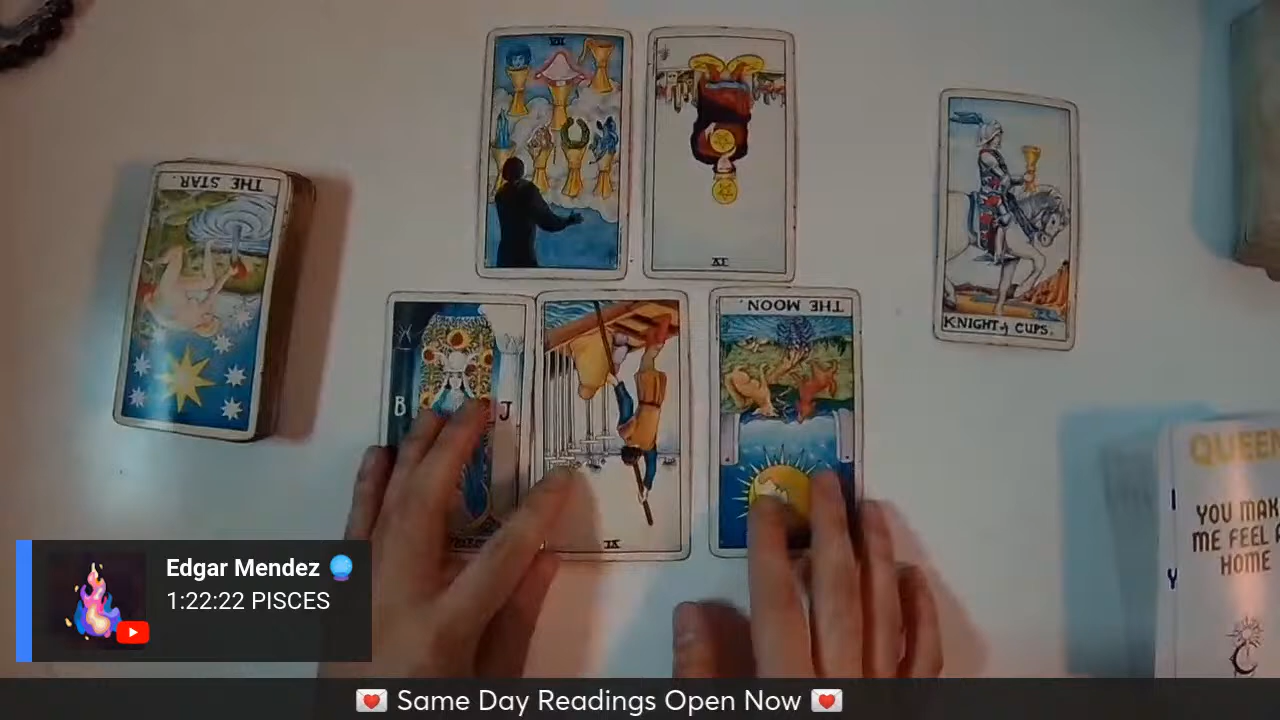 VII
IV
THE STAR.
THE MOON.
KNIGHT of CUPS.
B
J
VI
QUEEN
YOU MAK
ME FEEL A
HOME
I
Y
Edgar Mendez
1:22:22 PISCES
Same Day Readings Open Now